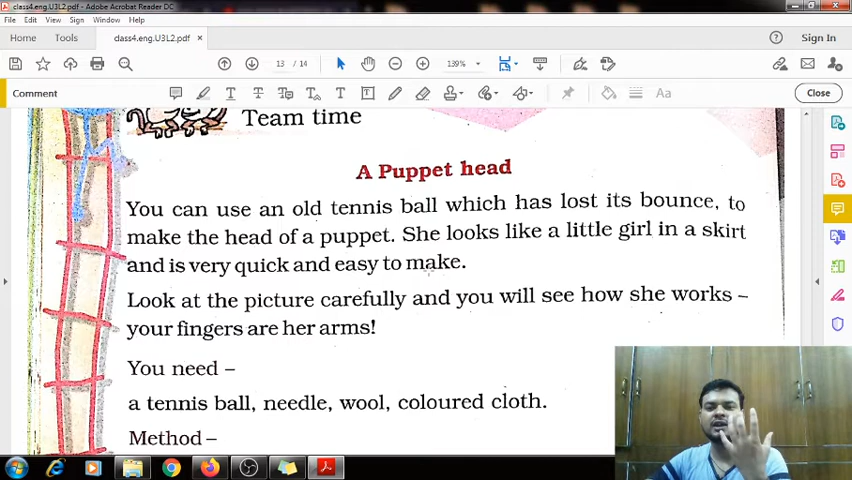 class4.eng.U3L2.pdf - Adobe Acrobat Reader DC
File Edit View Sign Window Help
Home Tools class4.eng.U3L2.pdf × Sign In
13 / 14 139%
Comment Close
Team time
A Puppet head
You can use an old tennis ball which has lost its bounce, to
make the head of a puppet. She looks like a little girl in a skirt
and is very quick and easy to make.
Look at the picture carefully and you will see how she works –
your fingers are her arms!
You need –
a tennis ball, needle, wool, coloured cloth.
Method –